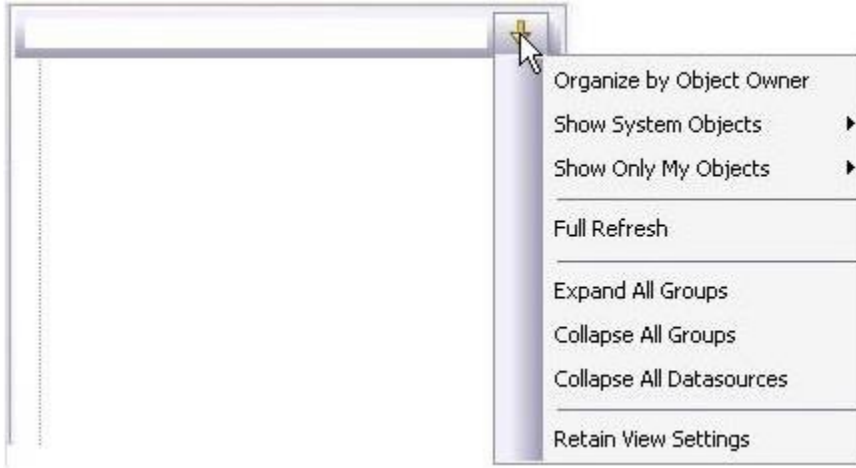 Organize by Object Owner
Show System Objects
Show Only My Objects
Full Refresh
Expand All Groups
Collapse All Groups
Collapse All Datasources
Retain View Settings